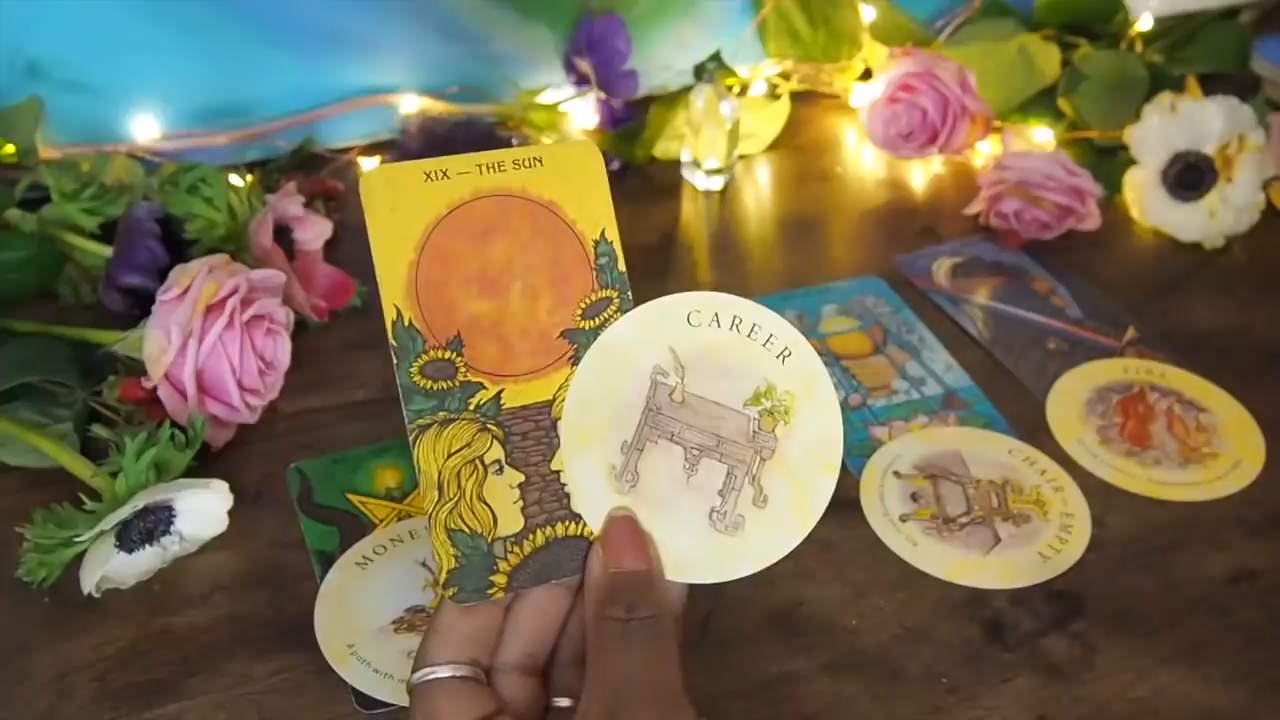 XIX — THE SUN
CAREER
FIRE
CHAIR-EMPTY
MONE
A path with m